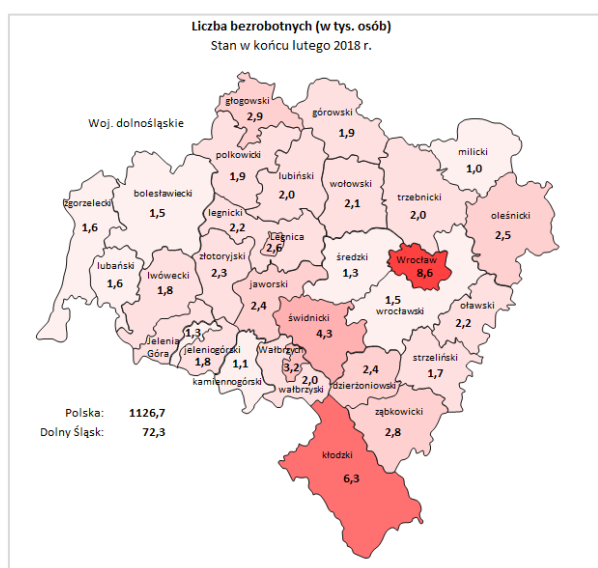 Liczba bezrobotnych (w tys. osób)
Stan w końcu lutego 2018 r.
Woj. dolnośląskie
głogowski
2,9
górowski
1,9
polkowicki
1,9
lubiński
2,0
wołowski
2,1
trzebnicki
2,0
milicki
1,0
oleśnicki
2,5
zgorzelecki
1,6
bolesławiecki
1,5
legnicki
2,2
Legnica
2,6
lubański
1,6
lwówecki
1,8
złotoryjski
2,3
jaworski
2,4
średzki
1,3
Wrocław
8,6
1,5
wrocławski
oławski
2,2
świdnicki
4,3
1,3
Jelenia
Góra
jeleniogórski
1,8
1,1
kamiennogórski
Wałbrzych
3,2
2,0
wałbrzyski
2,4
dzierżoniowski
strzeliński
1,7
ząbkowicki
2,8
kłodzki
6,3
Polska: 1126,7
Dolny Śląsk: 72,3